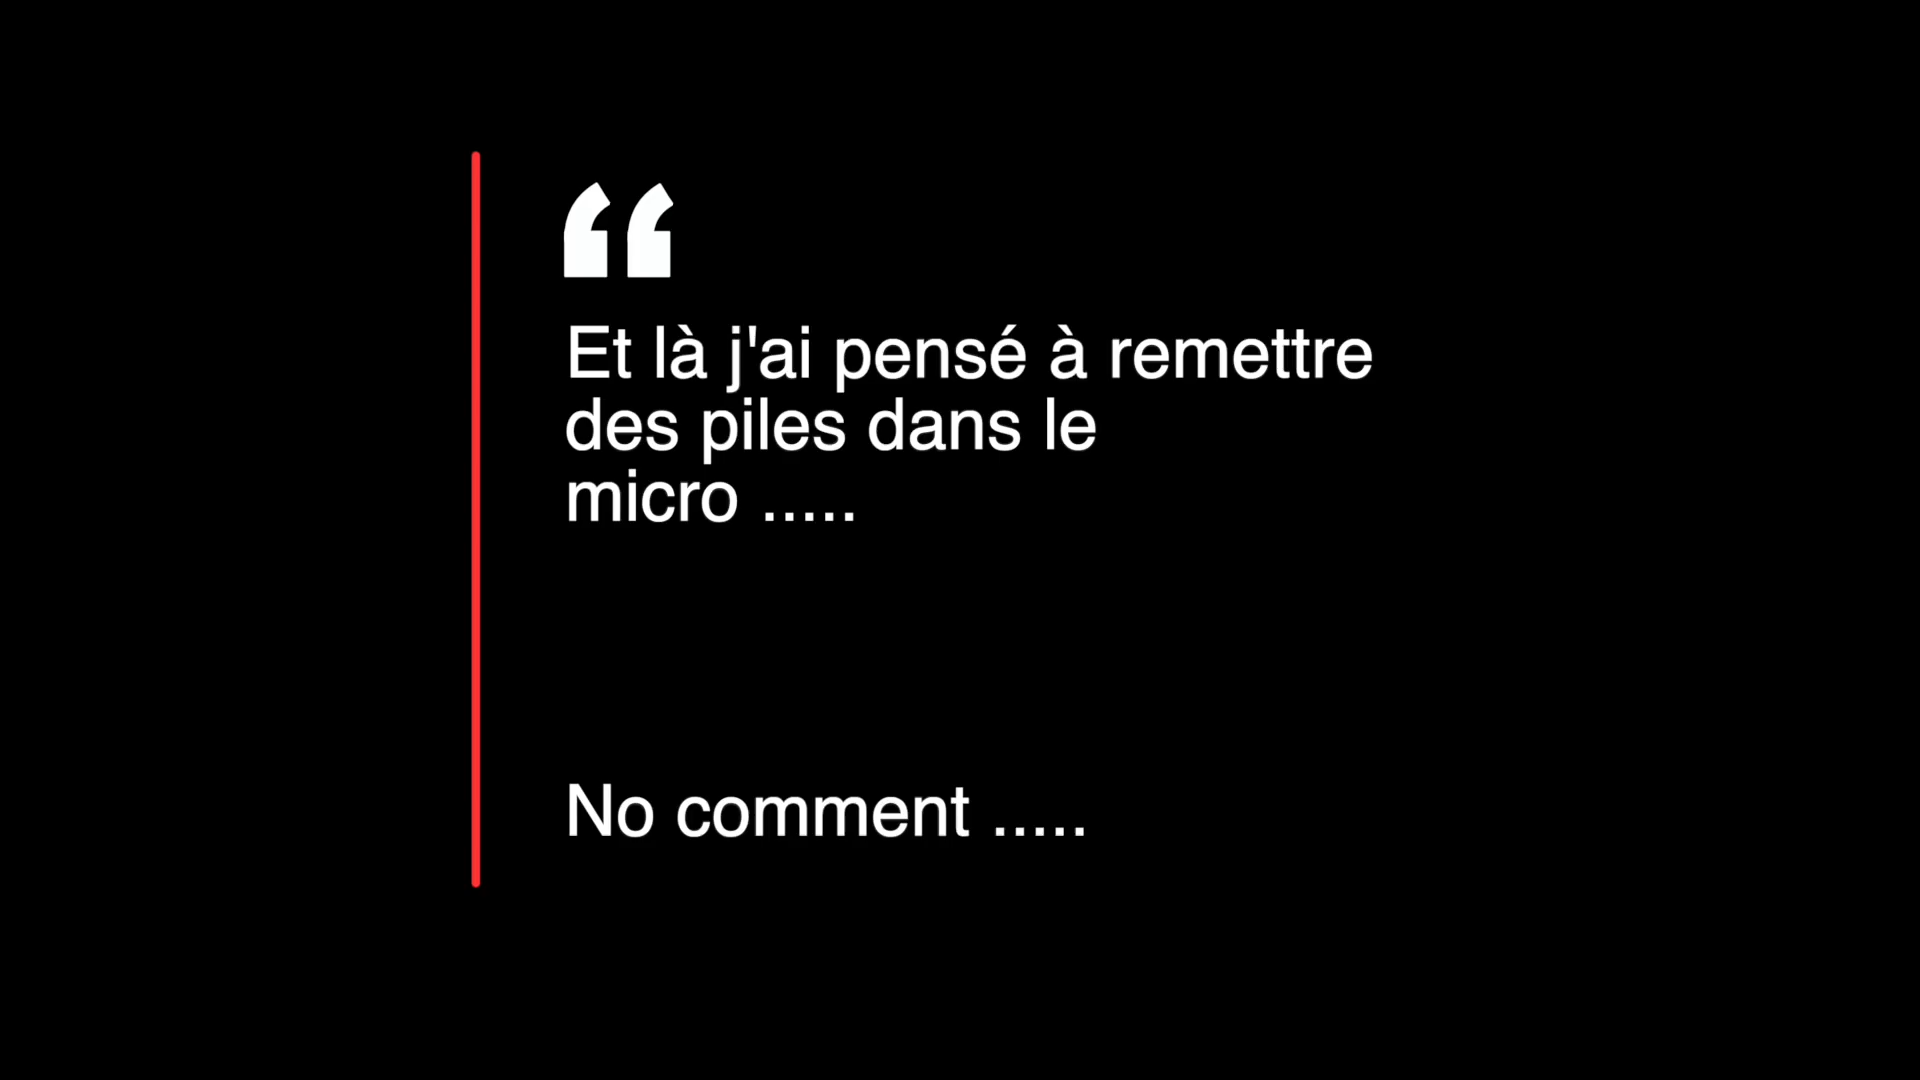 “
Et là j'ai pensé à remettre
des piles dans le
micro .....
No comment .....